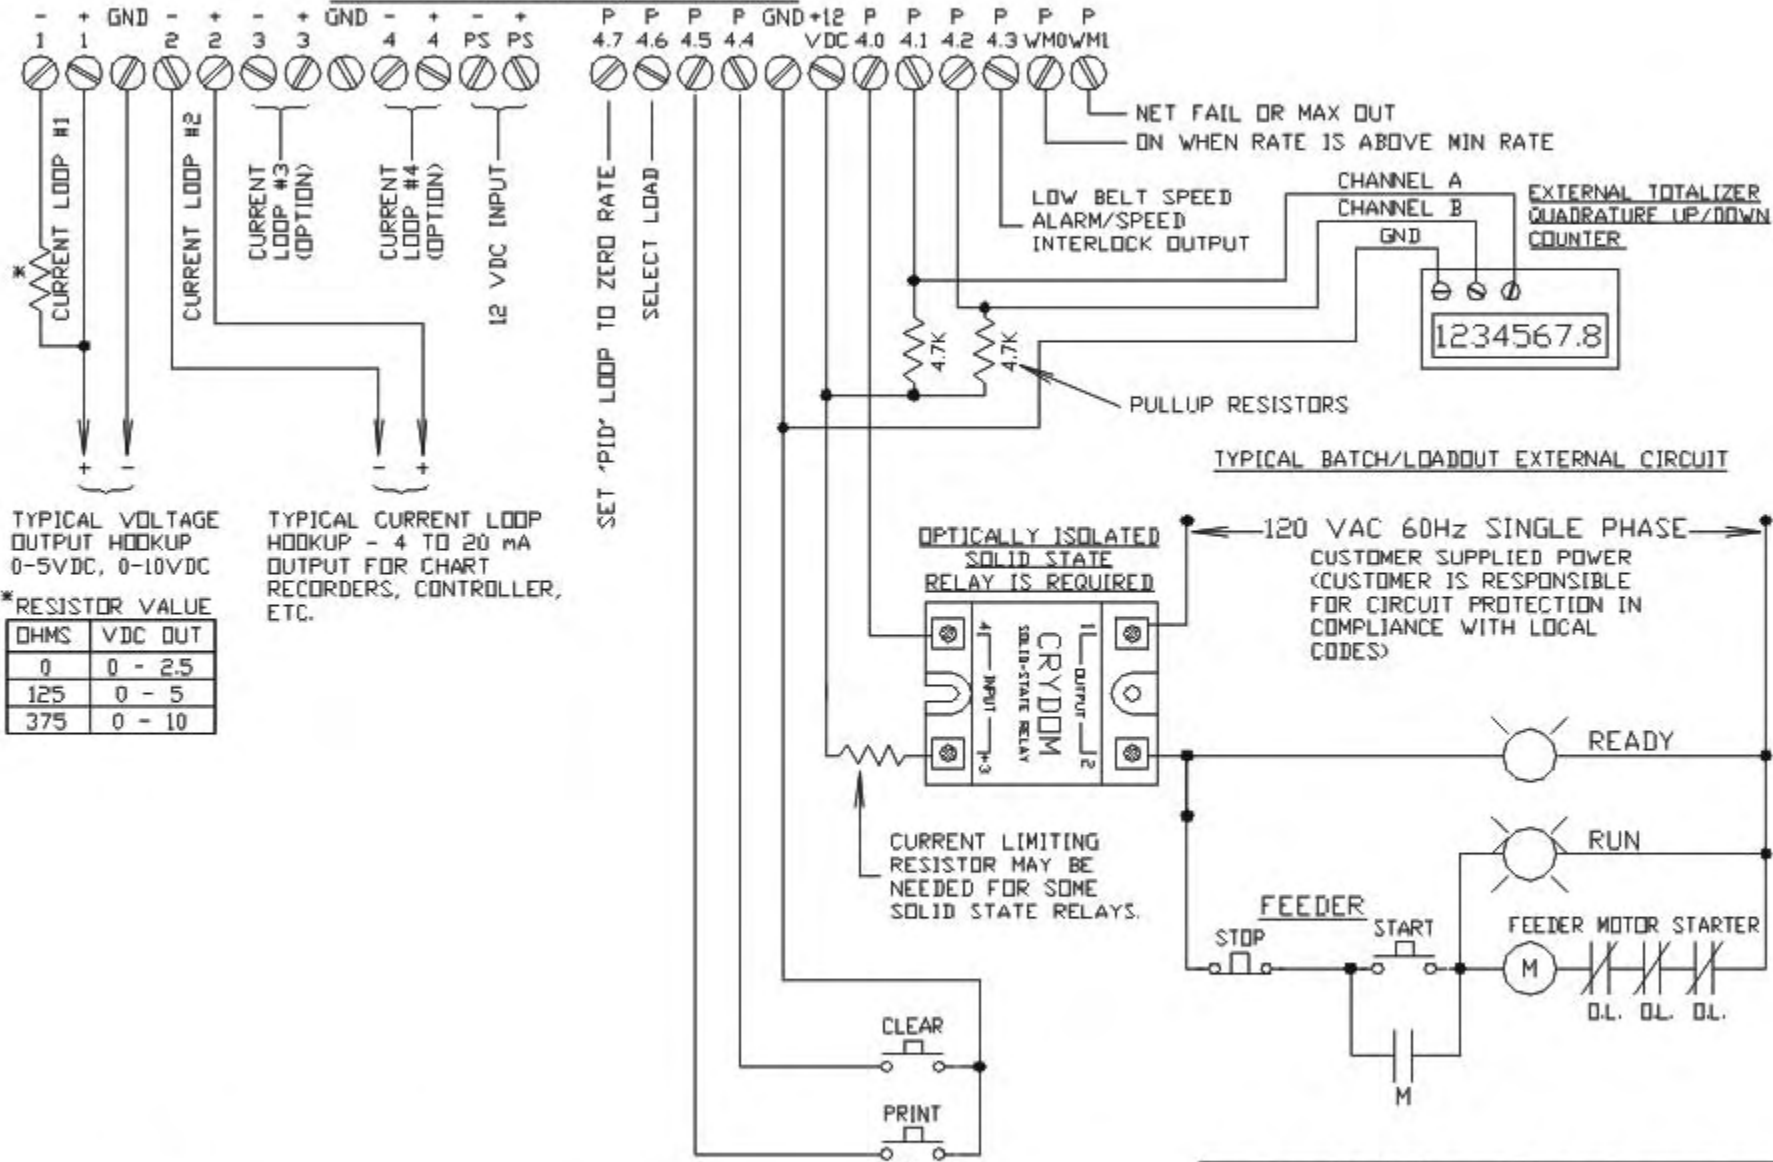 - + GND - + - + GND - + - + P P P P GND +12 P P P P P P
1 1 2 2 3 3 4 4 PS PS 4.7 4.6 4.5 4.4 VDC 4.0 4.1 4.2 4.3 WM0 WM1
CURRENT LOOP #1
CURRENT LOOP #2
CURRENT
LOOP #3
(OPTION)
CURRENT
LOOP #4
(OPTION)
12 VDC INPUT
SET 'PID' LOOP TO ZERO RATE
SELECT LOAD
NET FAIL OR MAX OUT
ON WHEN RATE IS ABOVE MIN RATE
LOW BELT SPEED
ALARM/SPEED
INTERLOCK OUTPUT
CHANNEL A
CHANNEL B
GND
EXTERNAL TOTALIZER
QUADRATURE UP/DOWN
COUNTER
1234567.8
*
4.7K
4.7K
PULLUP RESISTORS
+ -
- +
TYPICAL VOLTAGE
OUTPUT HOOKUP
0-5VDC, 0-10VDC
TYPICAL CURRENT LOOP
HOOKUP - 4 TO 20 mA
OUTPUT FOR CHART
RECORDERS, CONTROLLER,
ETC.
*RESISTOR VALUE
OHMS VDC OUT
0 0 - 2.5
125 0 - 5
375 0 - 10
TYPICAL BATCH/LOADOUT EXTERNAL CIRCUIT
120 VAC 60Hz SINGLE PHASE
CUSTOMER SUPPLIED POWER
(CUSTOMER IS RESPONSIBLE
FOR CIRCUIT PROTECTION IN
COMPLIANCE WITH LOCAL
CODES)
OPTICALLY ISOLATED
SOLID STATE
RELAY IS REQUIRED
4 INPUT +3
SOLID-STATE RELAY
CRYDOM
1 OUTPUT 2
CURRENT LIMITING
RESISTOR MAY BE
NEEDED FOR SOME
SOLID STATE RELAYS.
READY
RUN
FEEDER
STOP
START
FEEDER MOTOR STARTER
M
O.L. O.L. O.L.
M
CLEAR
PRINT